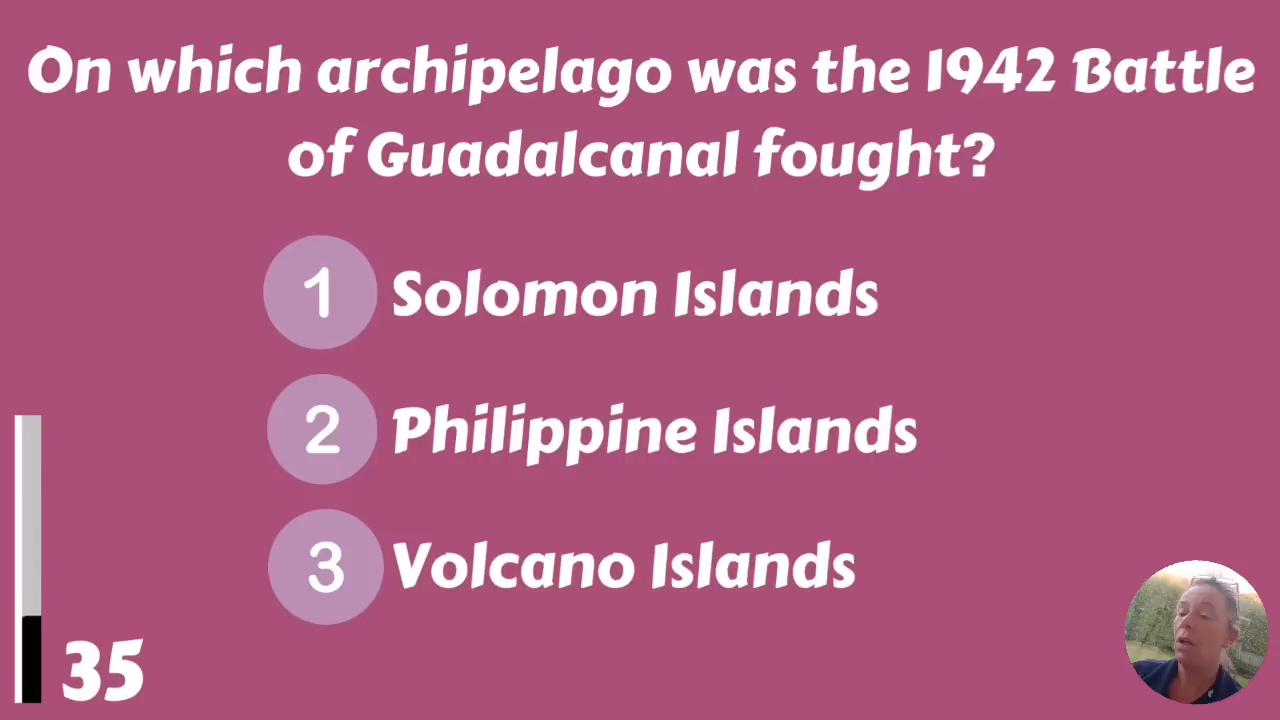 On which archipelago was the 1942 Battle
of Guadalcanal fought?
1 Solomon Islands
2 Philippine Islands
3 Volcano Islands
35